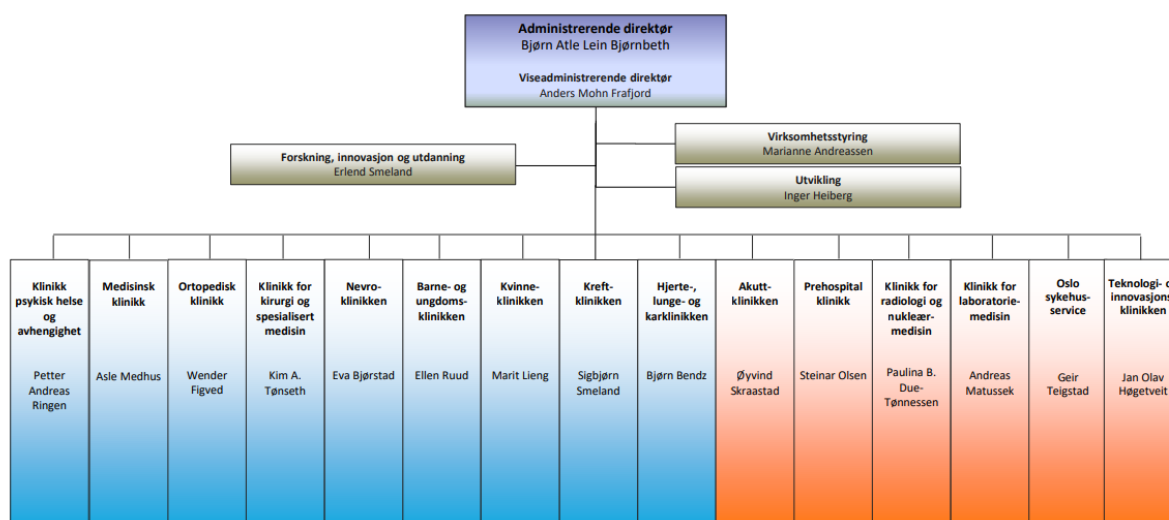 Administrerende direktør
Bjørn Atle Lein Bjørnbeth
Viseadministrerende direktør
Anders Mohn Frafjord
Virksomhetsstyring
Marianne Andreassen
Forskning, innovasjon og utdanning
Erlend Smeland
Utvikling
Inger Heiberg
Klinikk
psykisk helse
og
avhengighet
Petter
Andreas
Ringen
Medisinsk
klinikk
Asle Medhus
Ortopedisk
klinikk
Wender
Figved
Klinikk for
kirurgi og
spesialisert
medisin
Kim A.
Tønseth
Nevro-
klinikken
Eva Bjørstad
Barne- og
ungdoms-
klinikken
Ellen Ruud
Kvinne-
klinikken
Marit Lieng
Kreft-
klinikken
Sigbjørn
Smeland
Hjerte-,
lunge- og
karklinikken
Bjørn Bendz
Akutt-
klinikken
Øyvind
Skraastad
Prehospital
klinikk
Steinar Olsen
Klinikk for
radiologi og
nukleær-
medisin
Paulina B.
Due-
Tønnessen
Klinikk for
laboratorie-
medisin
Andreas
Matussek
Oslo
sykehus-
service
Geir
Teigstad
Teknologi-
innovasjons
klinikken
Jan Olav
Høgetveit